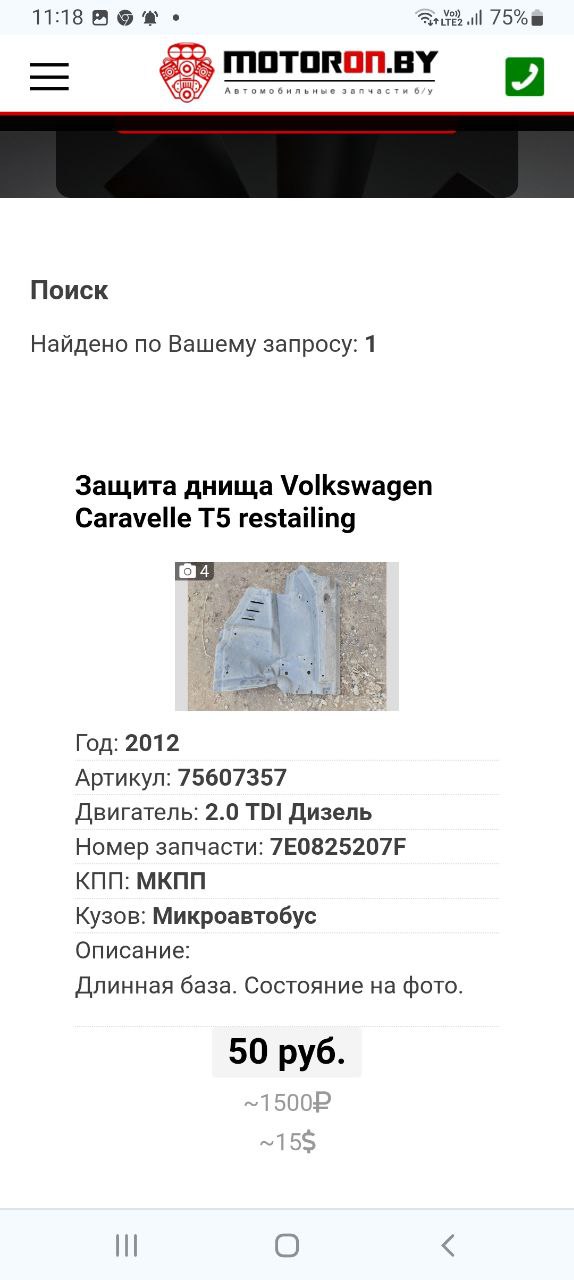 11:18
Vo))
LTE2
75%
MOTORON.BY
Автомобильные запчасти б/у
Поиск
Найдено по Вашему запросу: 1
Защита днища Volkswagen
Caravelle T5 restailing
4
Год: 2012
Артикул: 75607357
Двигатель: 2.0 TDI Дизель
Номер запчасти: 7E0825207F
КПП: МКПП
Кузов: Микроавтобус
Описание:
Длинная база. Состояние на фото.
50 руб.
~1500₽
~15$